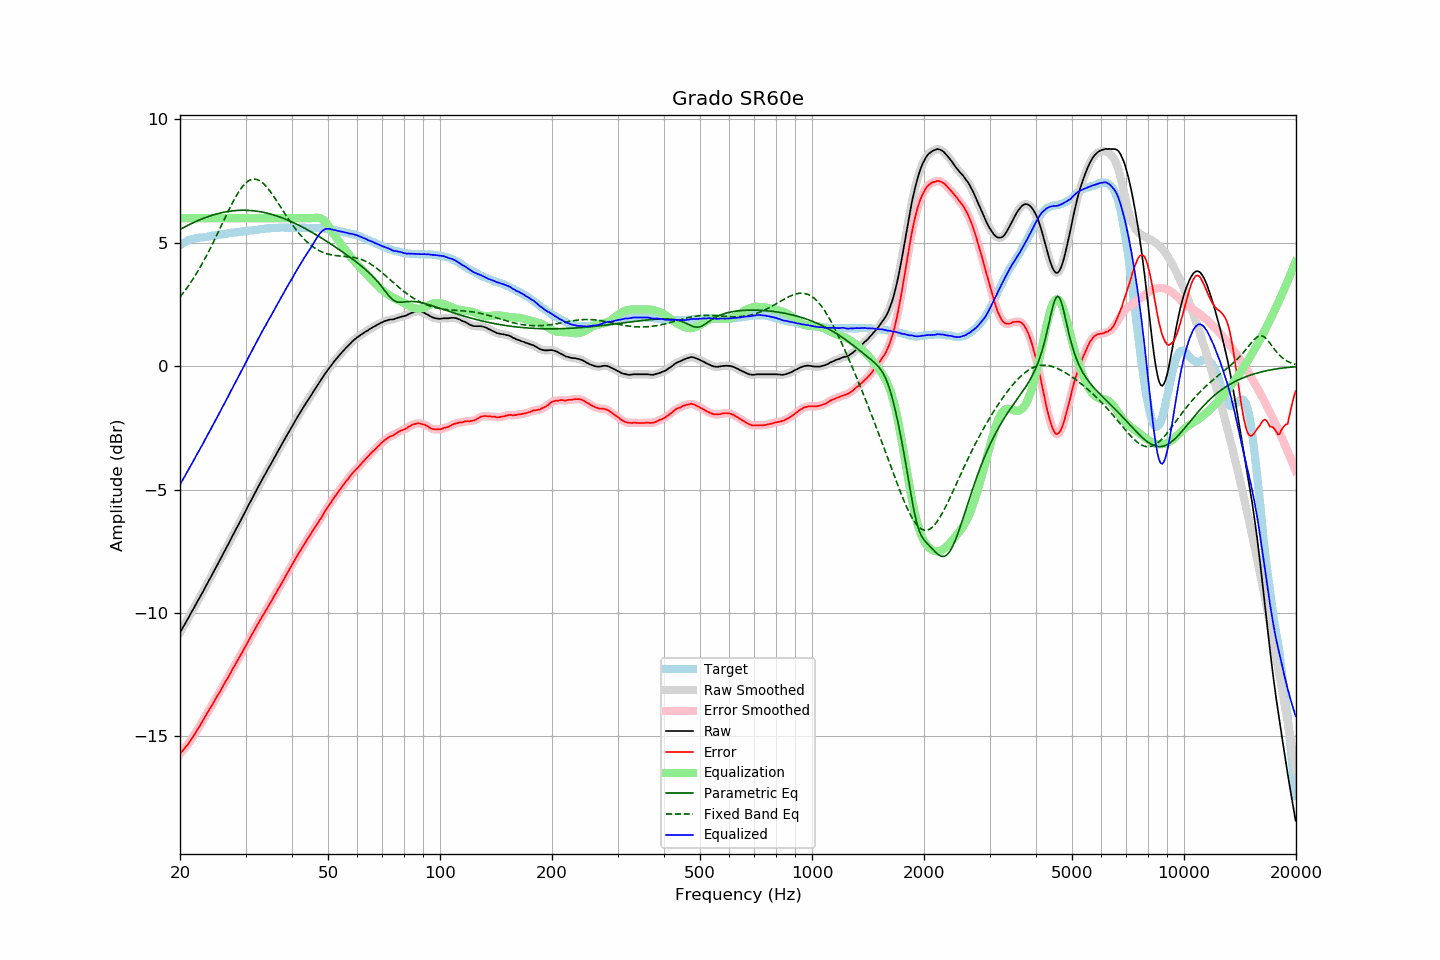 Grado SR60e
Amplitude (dBr)
10
5
0
−5
−10
−15
20
50
100
200
500
1000
2000
5000
10000
20000
Frequency (Hz)
Target
Raw Smoothed
Error Smoothed
Raw
Error
Equalization
Parametric Eq
Fixed Band Eq
Equalized